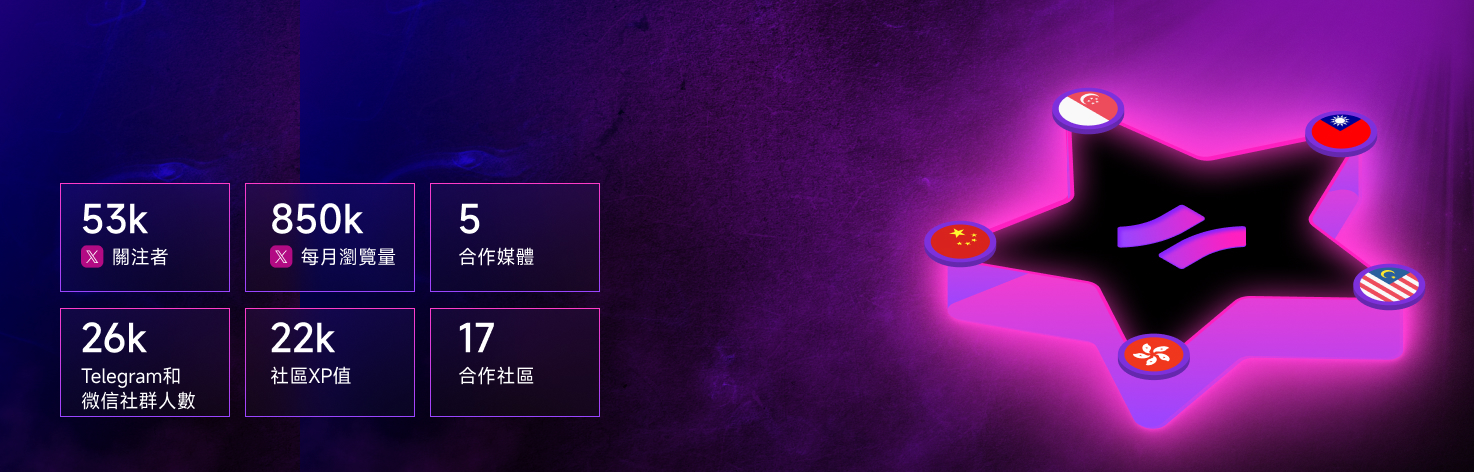 53k
𝕏 關注者
850k
𝕏 每月瀏覽量
5
合作媒體
26k
Telegram和
微信社群人數
22k
社區XP值
17
合作社區